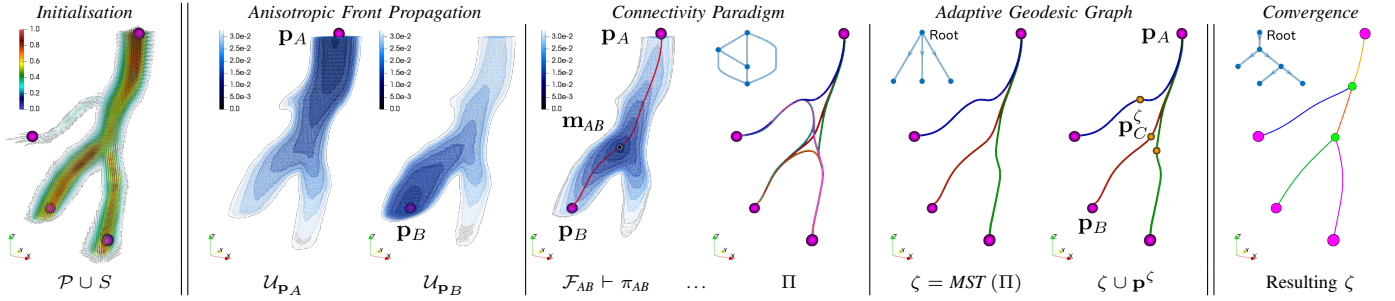 Initialisation
Anisotropic Front Propagation
Connectivity Paradigm
Adaptive Geodesic Graph
Convergence
1.0
0.8
0.6
0.4
0.2
0.0
3.0e-2
2.5e-2
2.0e-2
1.5e-2
1.0e-2
5.0e-3
0.0
p_A
3.0e-2
2.5e-2
2.0e-2
1.5e-2
1.0e-2
5.0e-3
0.0
p_B
3.0e-2
2.5e-2
2.0e-2
1.5e-2
1.0e-2
5.0e-3
0.0
p_A
m_AB
p_B
Root
p_A
p_C^ζ
p_B
Root
Z
Y
X
Z
Y
X
Z
Y
X
Z
Y
X
Z
Y
X
Z
Y
X
Z
Y
X
Z
Y
X
𝒫 ∪ S
𝒰_p_A
𝒰_p_B
ℱ_AB ⊢ π_AB
…
Π
ζ = MST (Π)
ζ ∪ p^ζ
Resulting ζ